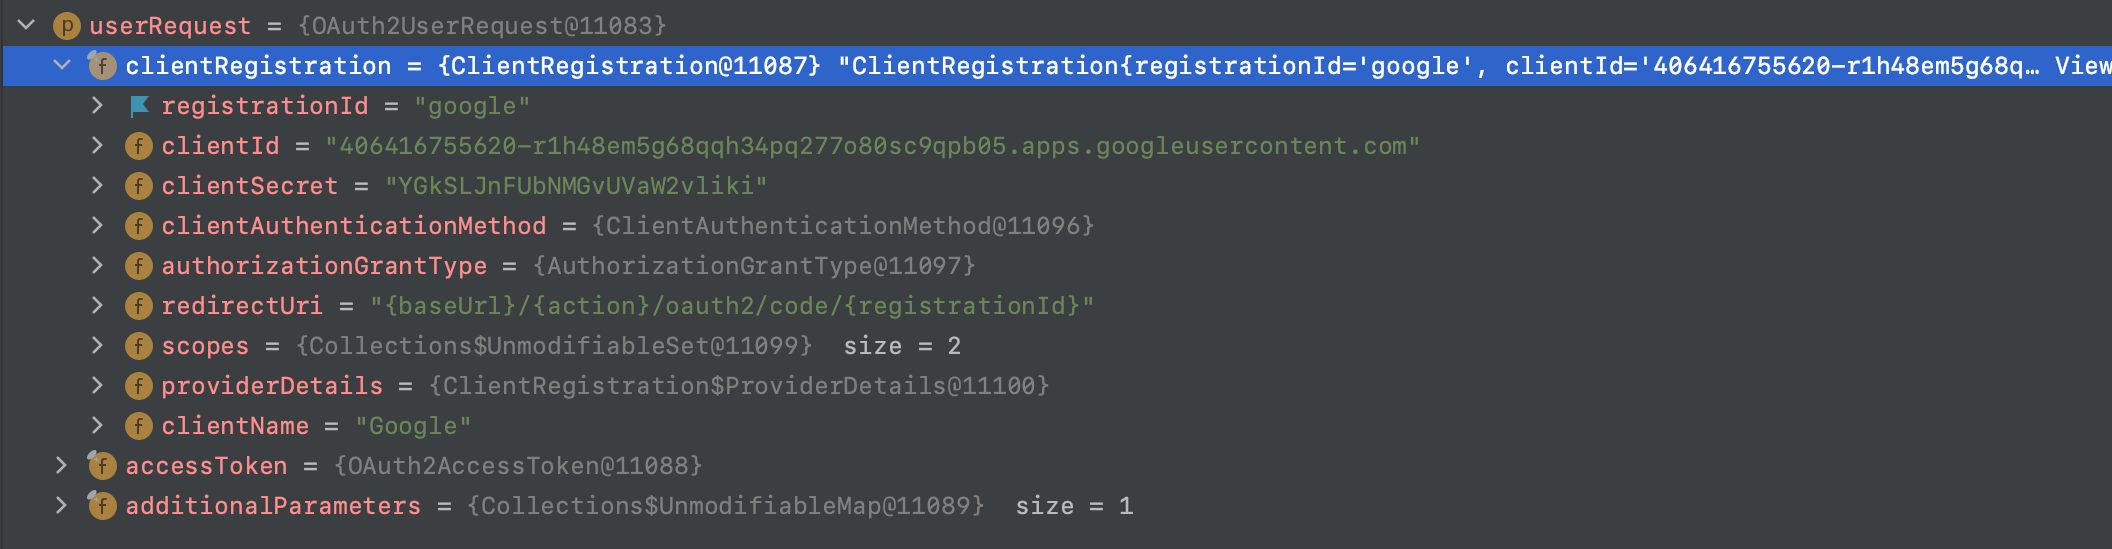 userRequest = {OAuth2UserRequest@11083}
clientRegistration = {ClientRegistration@11087} "ClientRegistration{registrationId='google', clientId='406416755620-r1h48em5g68q… View
registrationId = "google"
clientId = "406416755620-r1h48em5g68qqh34pq277o80sc9qpb05.apps.googleusercontent.com"
clientSecret = "YGkSLJnFUbNMGvUVaW2vliki"
clientAuthenticationMethod = {ClientAuthenticationMethod@11096}
authorizationGrantType = {AuthorizationGrantType@11097}
redirectUri = "{baseUrl}/{action}/oauth2/code/{registrationId}"
scopes = {Collections$UnmodifiableSet@11099} size = 2
providerDetails = {ClientRegistration$ProviderDetails@11100}
clientName = "Google"
accessToken = {OAuth2AccessToken@11088}
additionalParameters = {Collections$UnmodifiableMap@11089} size = 1